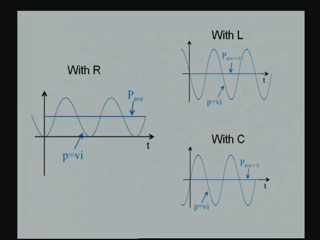 With R
Pave
p=vi
t
With L
Pave=0
p=vi
t
With C
Pave=0
p=vi
t